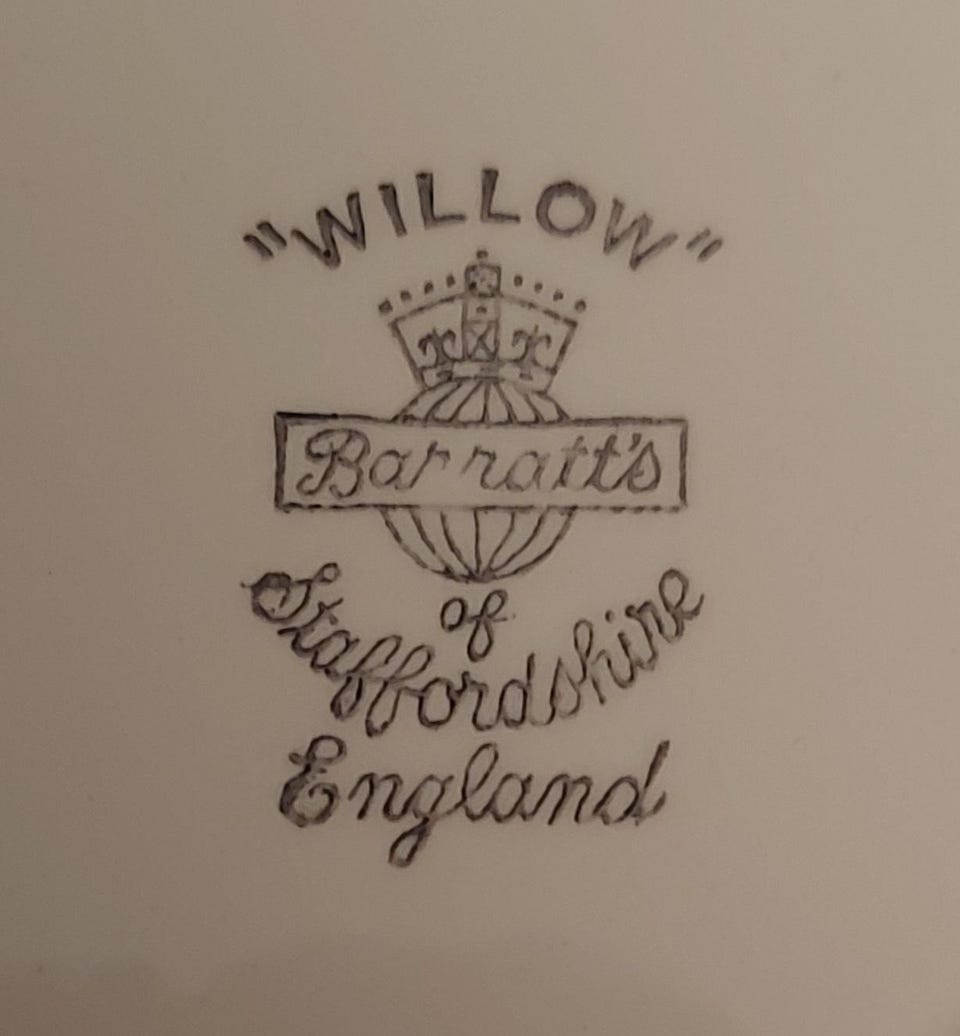 "WILLOW"
Barratt's
of
Staffordshire
England